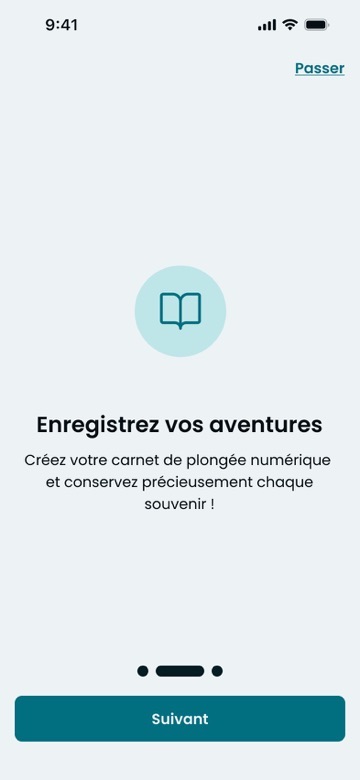 9:41
Passer
Enregistrez vos aventures
Créez votre carnet de plongée numérique
et conservez précieusement chaque
souvenir !
Suivant